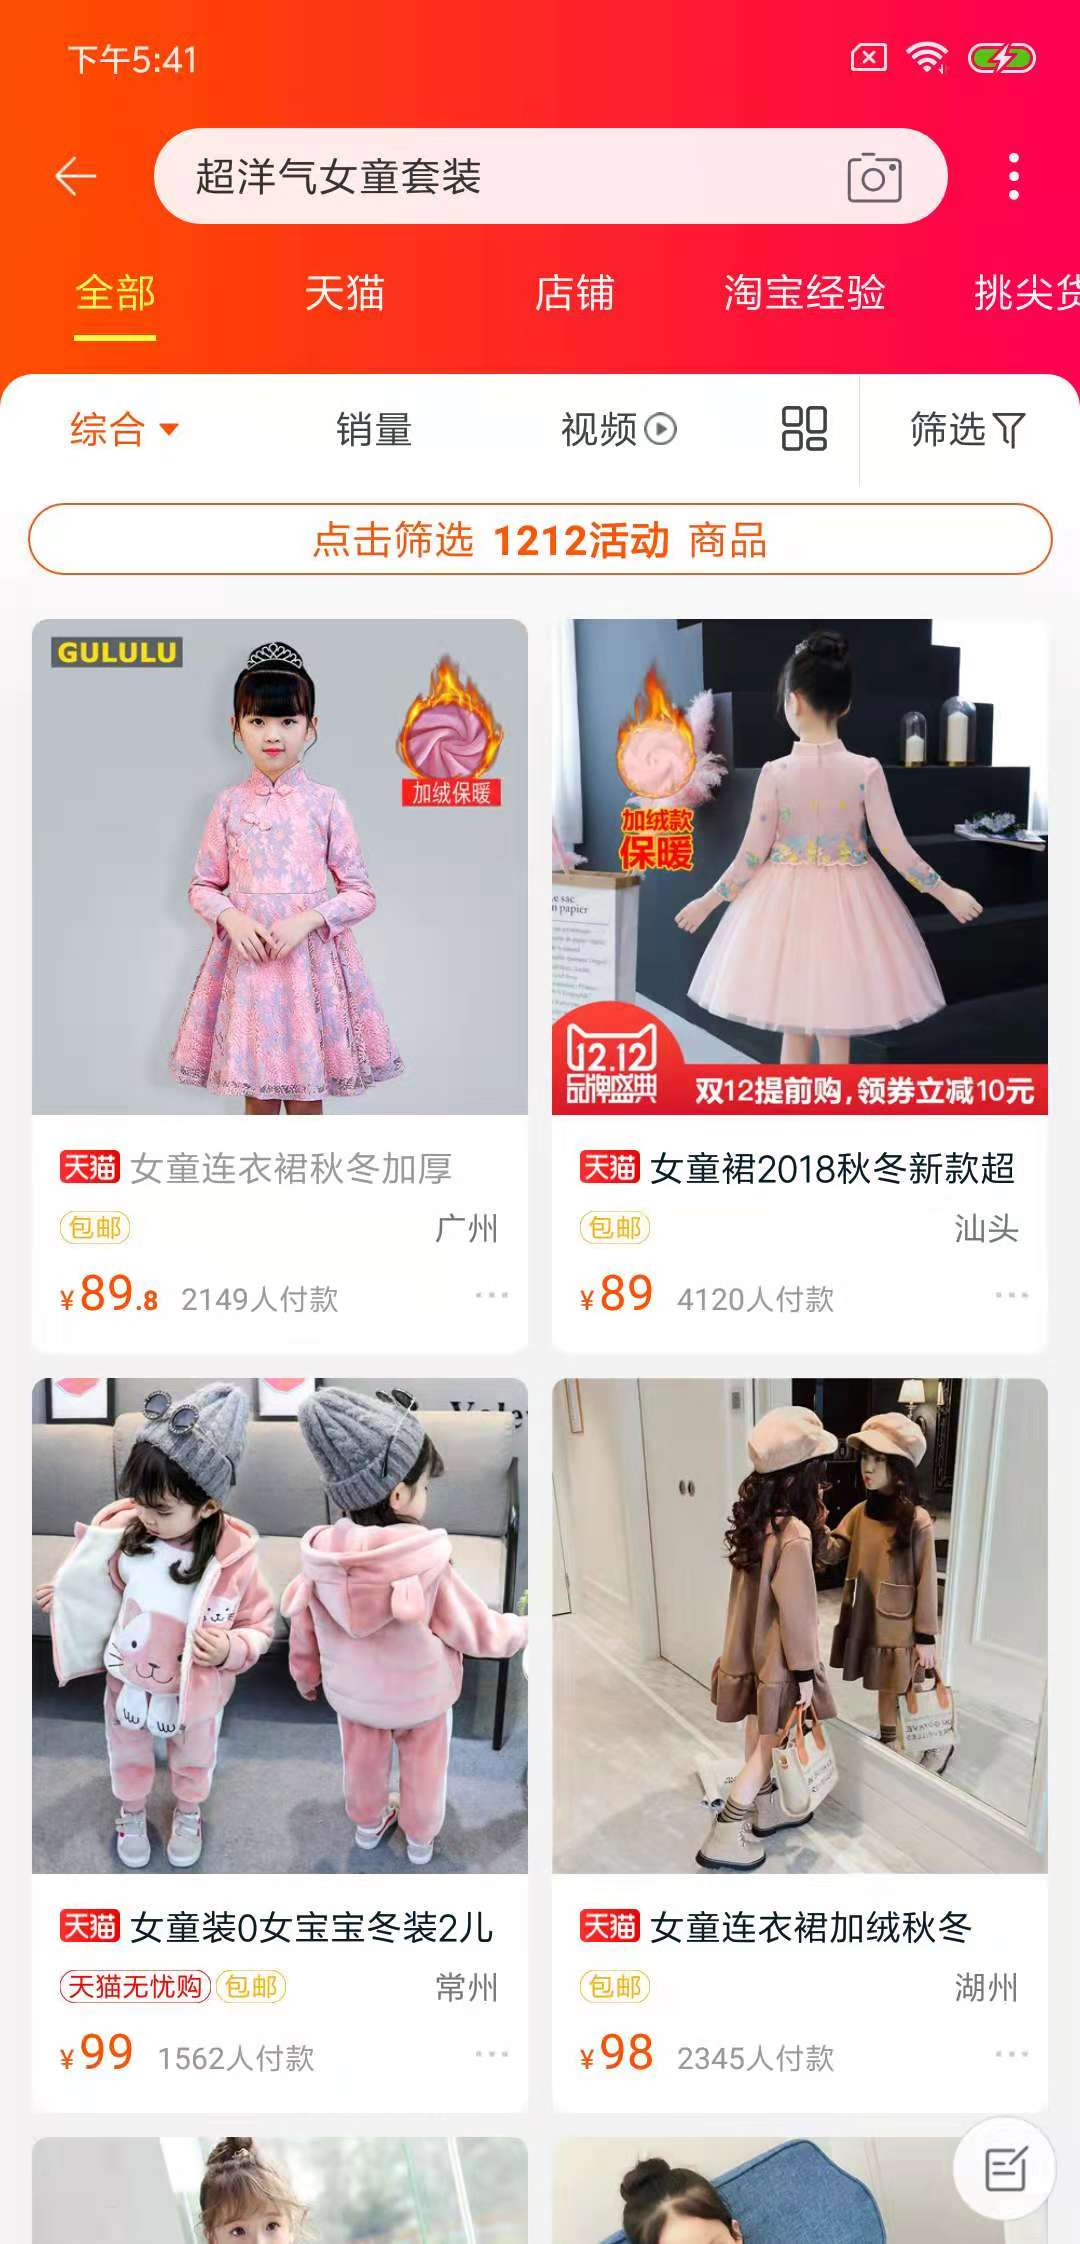 下午5:41
超洋气女童套装
全部 天猫 店铺 淘宝经验 挑尖货
综合 销量 视频 筛选
点击筛选 1212活动 商品
GULULU
加绒保暖
加绒款
保暖
12.12
品牌盛典
双12提前购,领券立减10元
天猫 女童连衣裙秋冬加厚
包邮 广州
¥89.8 2149人付款
天猫 女童裙2018秋冬新款超
包邮 汕头
¥89 4120人付款
天猫 女童装0女宝宝冬装2儿
天猫无忧购 包邮 常州
¥99 1562人付款
天猫 女童连衣裙加绒秋冬
包邮 湖州
¥98 2345人付款